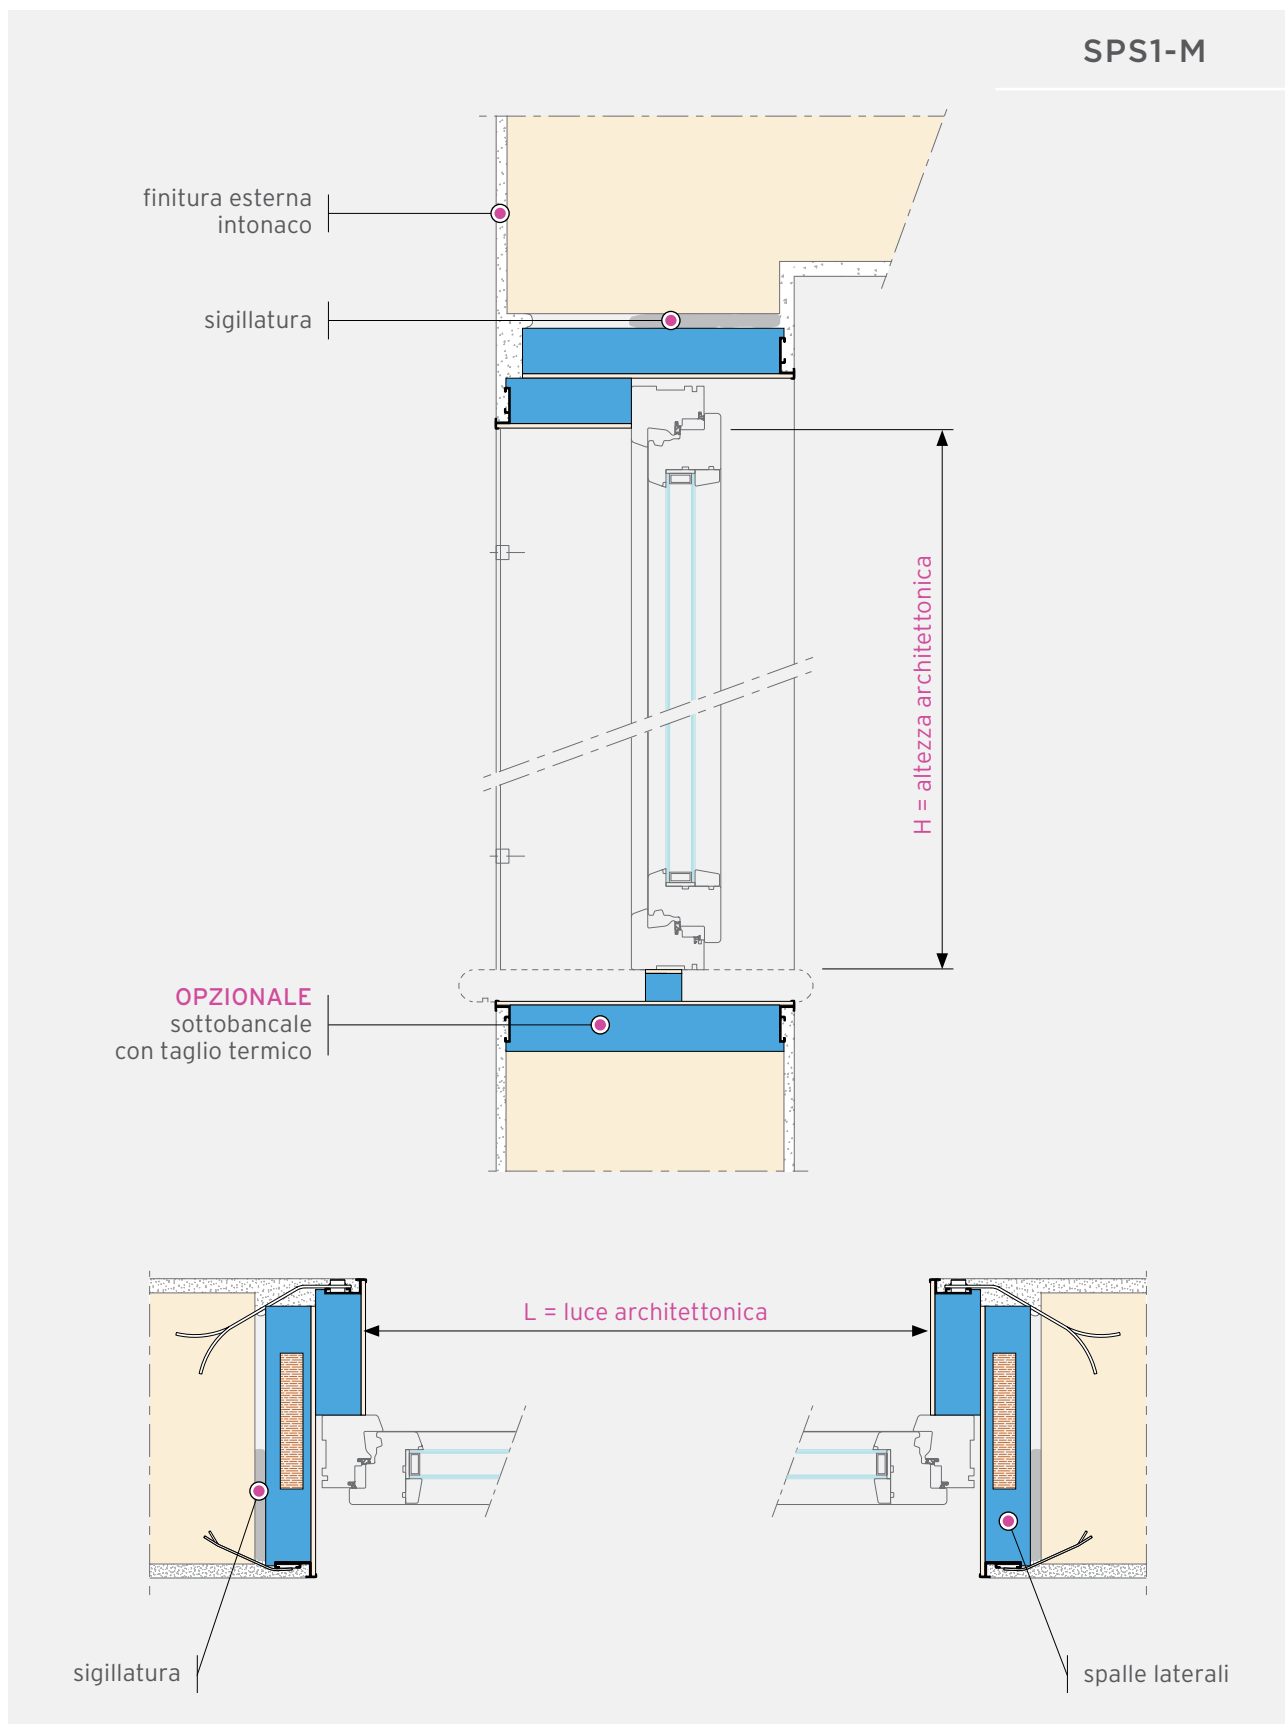 SPS1-M
finitura esterna
intonaco
sigillatura
H = altezza architettonica
OPZIONALE
sottobancale
con taglio termico
L = luce architettonica
sigillatura
spalle laterali